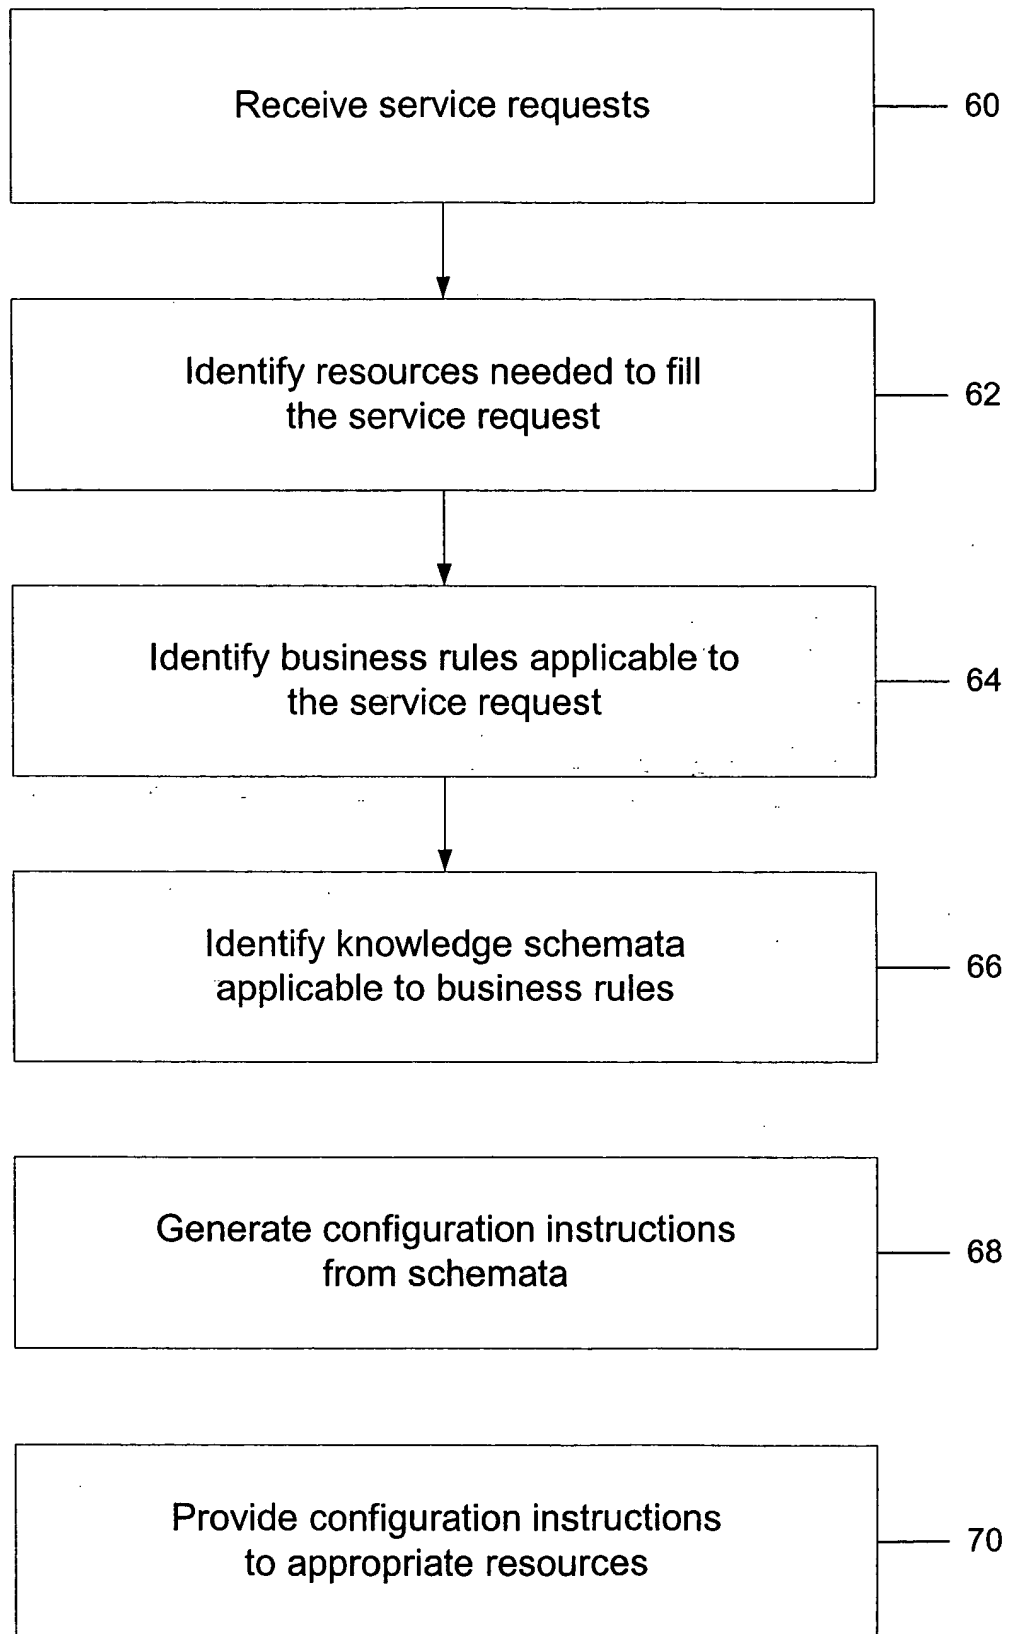 Receive service requests
60
Identify resources needed to fill
the service request
62
Identify business rules applicable to
the service request
64
Identify knowledge schemata
applicable to business rules
66
Generate configuration instructions
from schemata
68
Provide configuration instructions
to appropriate resources
70